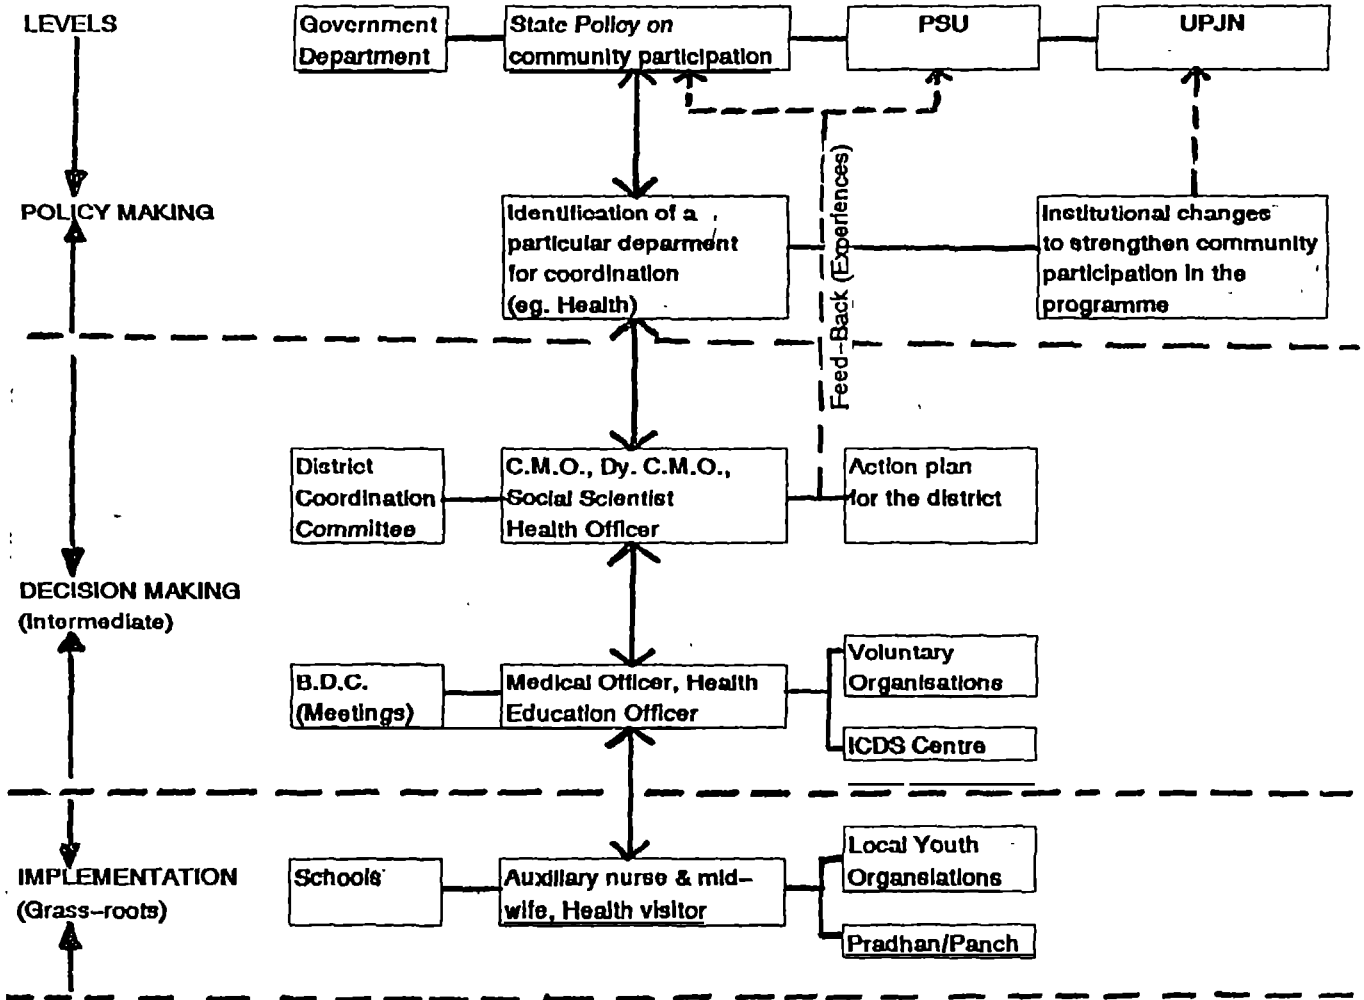 LEVELS
Government
Department
State Policy on
community participation
PSU
UPJN
POLICY MAKING
Identification of a
particular deparment
for coordination
(eg. Health)
Institutional changes
to strengthen community
participation in the
programme
Feed-Back (Experiences)
District
Coordination
Committee
C.M.O., Dy. C.M.O.,
Social Scientist
Health Officer
Action plan
for the district
DECISION MAKING
(Intermediate)
B.D.C.
(Meetings)
Medical Officer, Health
Education Officer
Voluntary
Organisations
ICDS Centre
IMPLEMENTATION
(Grass-roots)
Schools
Auxillary nurse & mid-
wife, Health visitor
Local Youth
Organsiations
Pradhan/Panch